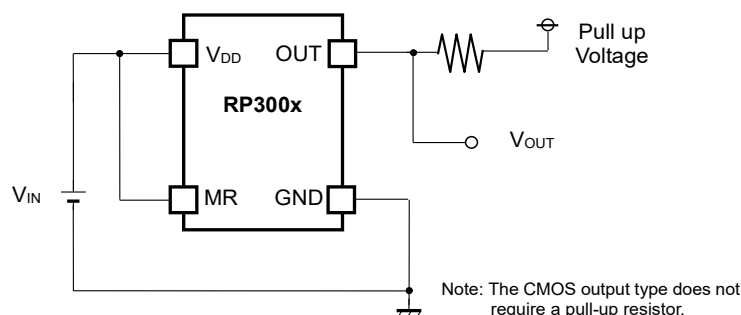 Pull up
Voltage
VDD
OUT
RP300x
VOUT
VIN
MR
GND
Note: The CMOS output type does not
require a pull-up resistor.